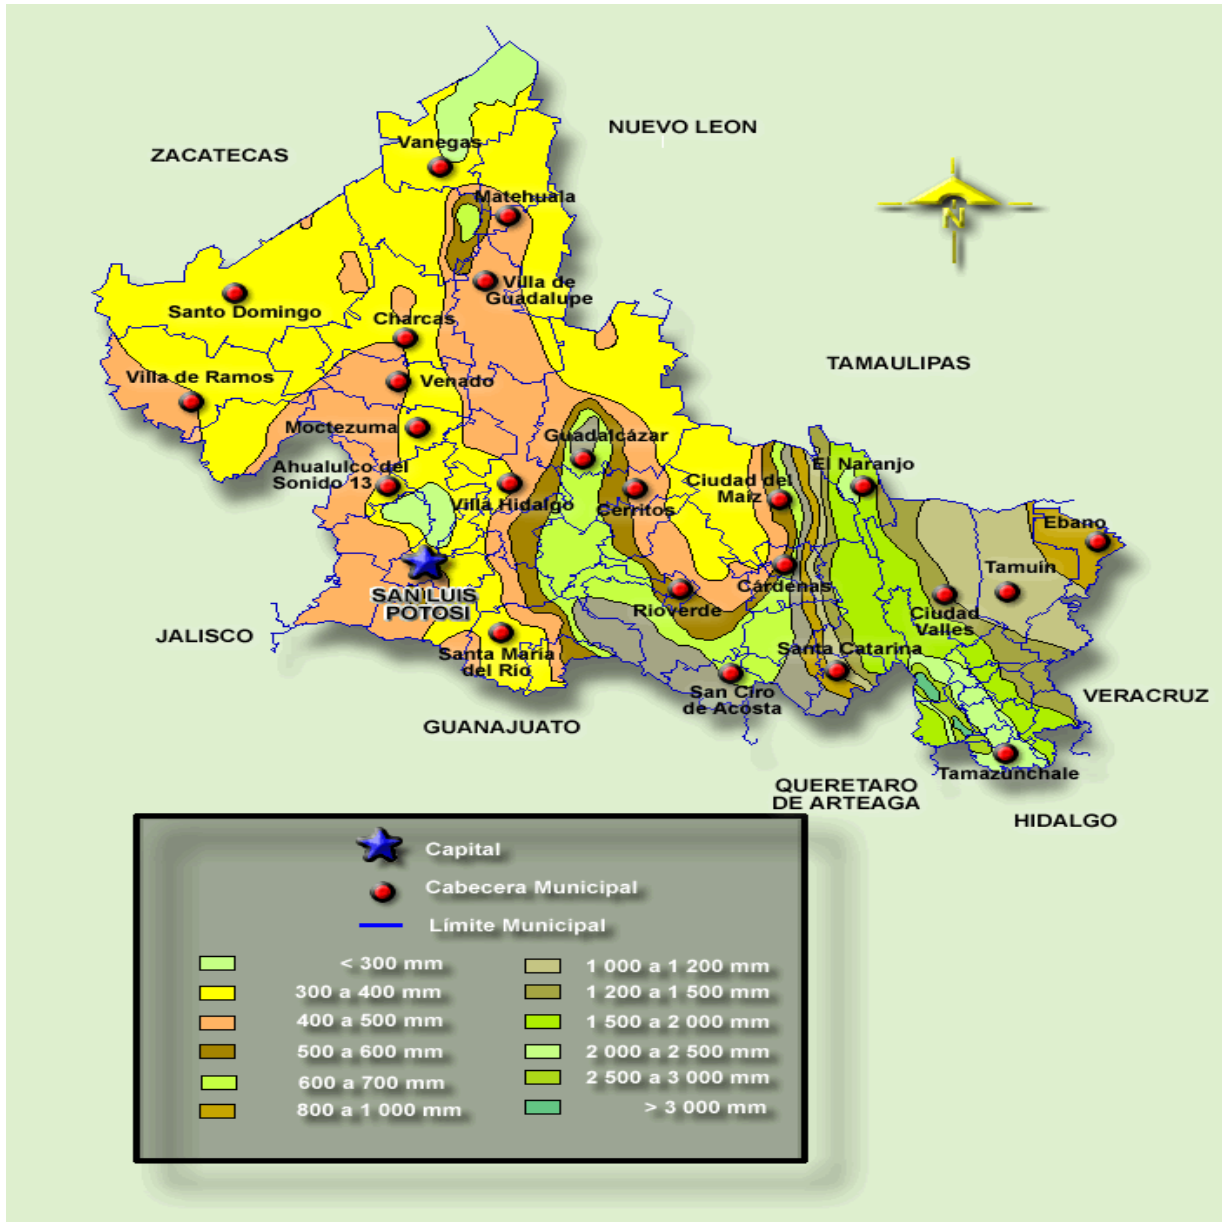 NUEVO LEON
Vanegas
ZACATECAS
Matehuala
N
Villa de
Guadalupe
Santo Domingo
Charcas
TAMAULIPAS
Villa de Ramos
Venado
Moctezuma
Guadalcázar
Ahualulco del
Sonido 13
El Naranjo
Ciudad del
Maíz
Villa Hidalgo
Cerritos
Ebano
Tamuín
Cárdenas
SAN LUIS
POTOSI
Rioverde
Ciudad
Valles
JALISCO
Santa María
del Río
Santa Catarina
San Ciro
de Acosta
VERACRUZ
GUANAJUATO
Tamazunchale
QUERETARO
DE ARTEAGA
HIDALGO
Capital
Cabecera Municipal
Límite Municipal
< 300 mm
300 a 400 mm
400 a 500 mm
500 a 600 mm
600 a 700 mm
800 a 1 000 mm
1 000 a 1 200 mm
1 200 a 1 500 mm
1 500 a 2 000 mm
2 000 a 2 500 mm
2 500 a 3 000 mm
> 3 000 mm